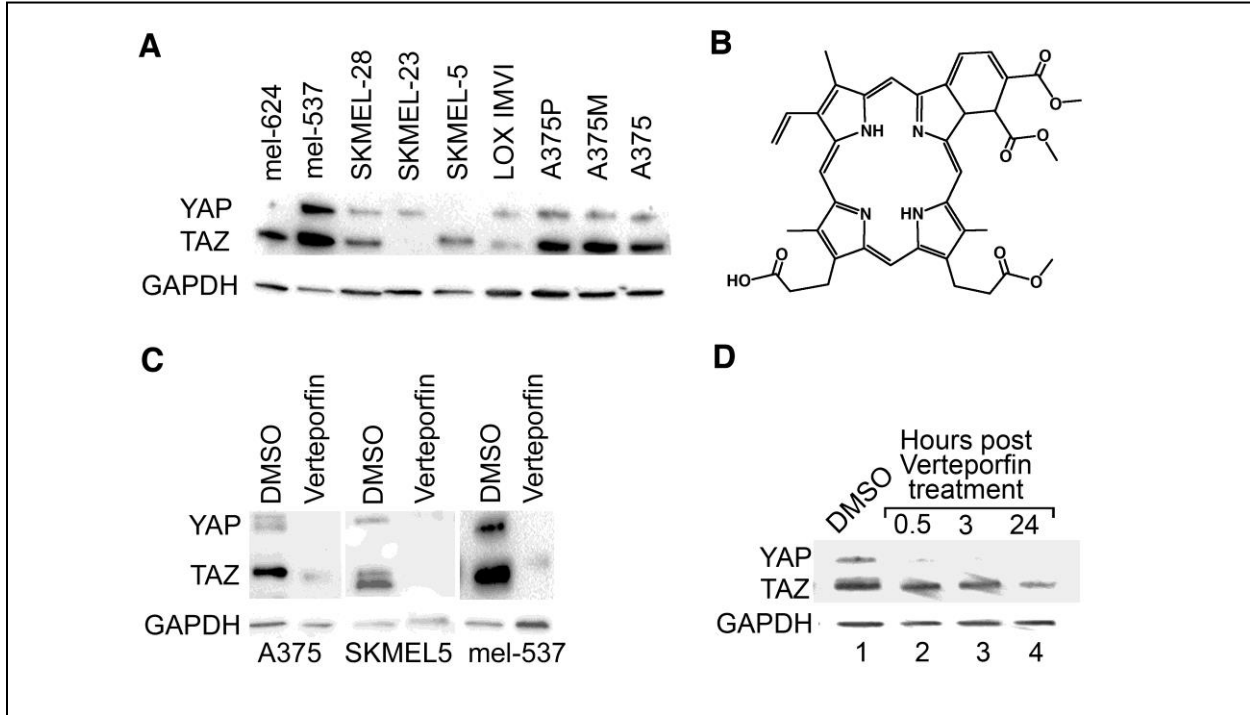 A
mel-624
mel-537
SKMEL-28
SKMEL-23
SKMEL-5
LOX IMVI
A375P
A375M
A375
YAP
TAZ
GAPDH
B
NH
N
N
HN
O
O
O
O
O
HO
O
O
C
DMSO
Verteporfin
DMSO
Verteporfin
DMSO
Verteporfin
YAP
TAZ
GAPDH
A375 SKMEL5 mel-537
D
Hours post
Verteporfin
treatment
DMSO
0.5 3 24
YAP
TAZ
GAPDH
1 2 3 4